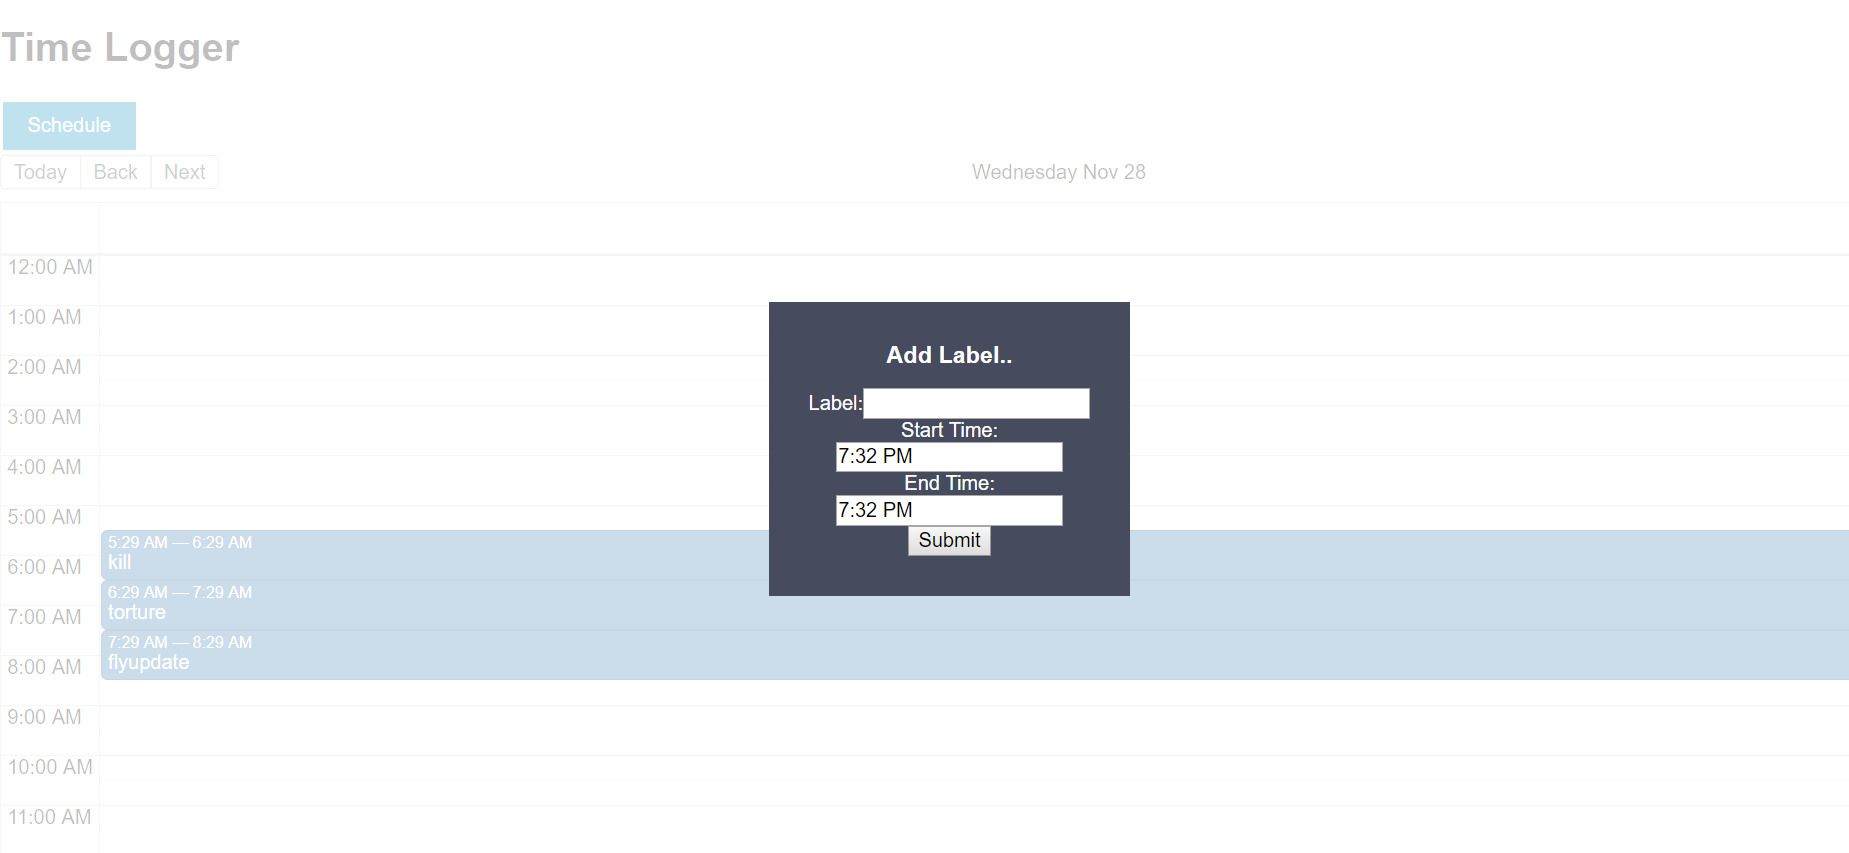 Time Logger
Schedule
Today Back Next Wednesday Nov 28
12:00 AM
1:00 AM
2:00 AM
3:00 AM
4:00 AM
5:00 AM
6:00 AM
7:00 AM
8:00 AM
9:00 AM
10:00 AM
11:00 AM
5:29 AM — 6:29 AM
kill
6:29 AM — 7:29 AM
torture
7:29 AM — 8:29 AM
flyupdate
Add Label..
Label:
Start Time:
7:32 PM
End Time:
7:32 PM
Submit